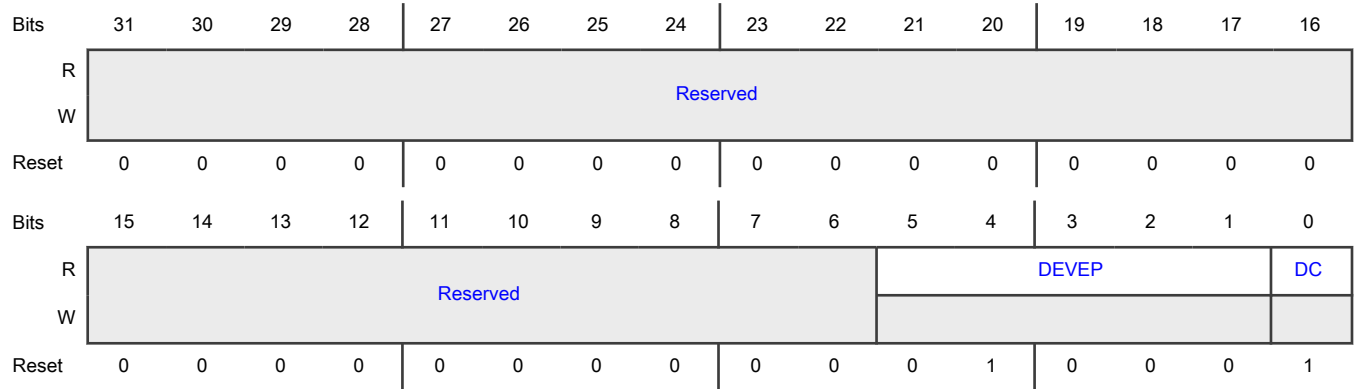 Bits 31 30 29 28 27 26 25 24 23 22 21 20 19 18 17 16
R
Reserved
W
Reset 0 0 0 0 0 0 0 0 0 0 0 0 0 0 0 0
Bits 15 14 13 12 11 10 9 8 7 6 5 4 3 2 1 0
R DEVEP DC
Reserved
W
Reset 0 0 0 0 0 0 0 0 0 0 0 1 0 0 0 1